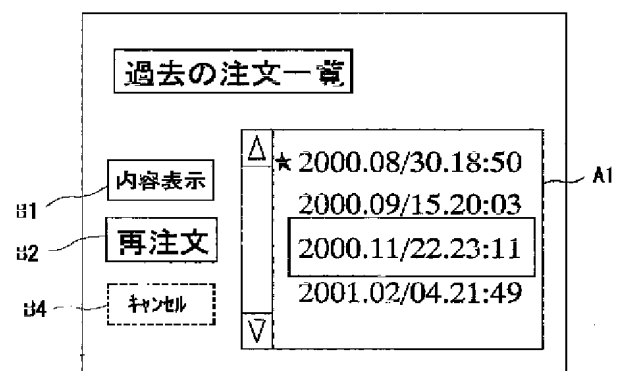 過去の注文一覧
内容表示
再注文
キャンセル
△
★ 2000.08/30.18:50
2000.09/15.20:03
2000.11/22.23:11
2001.02/04.21:49
▽
A1
B1
B2
B4